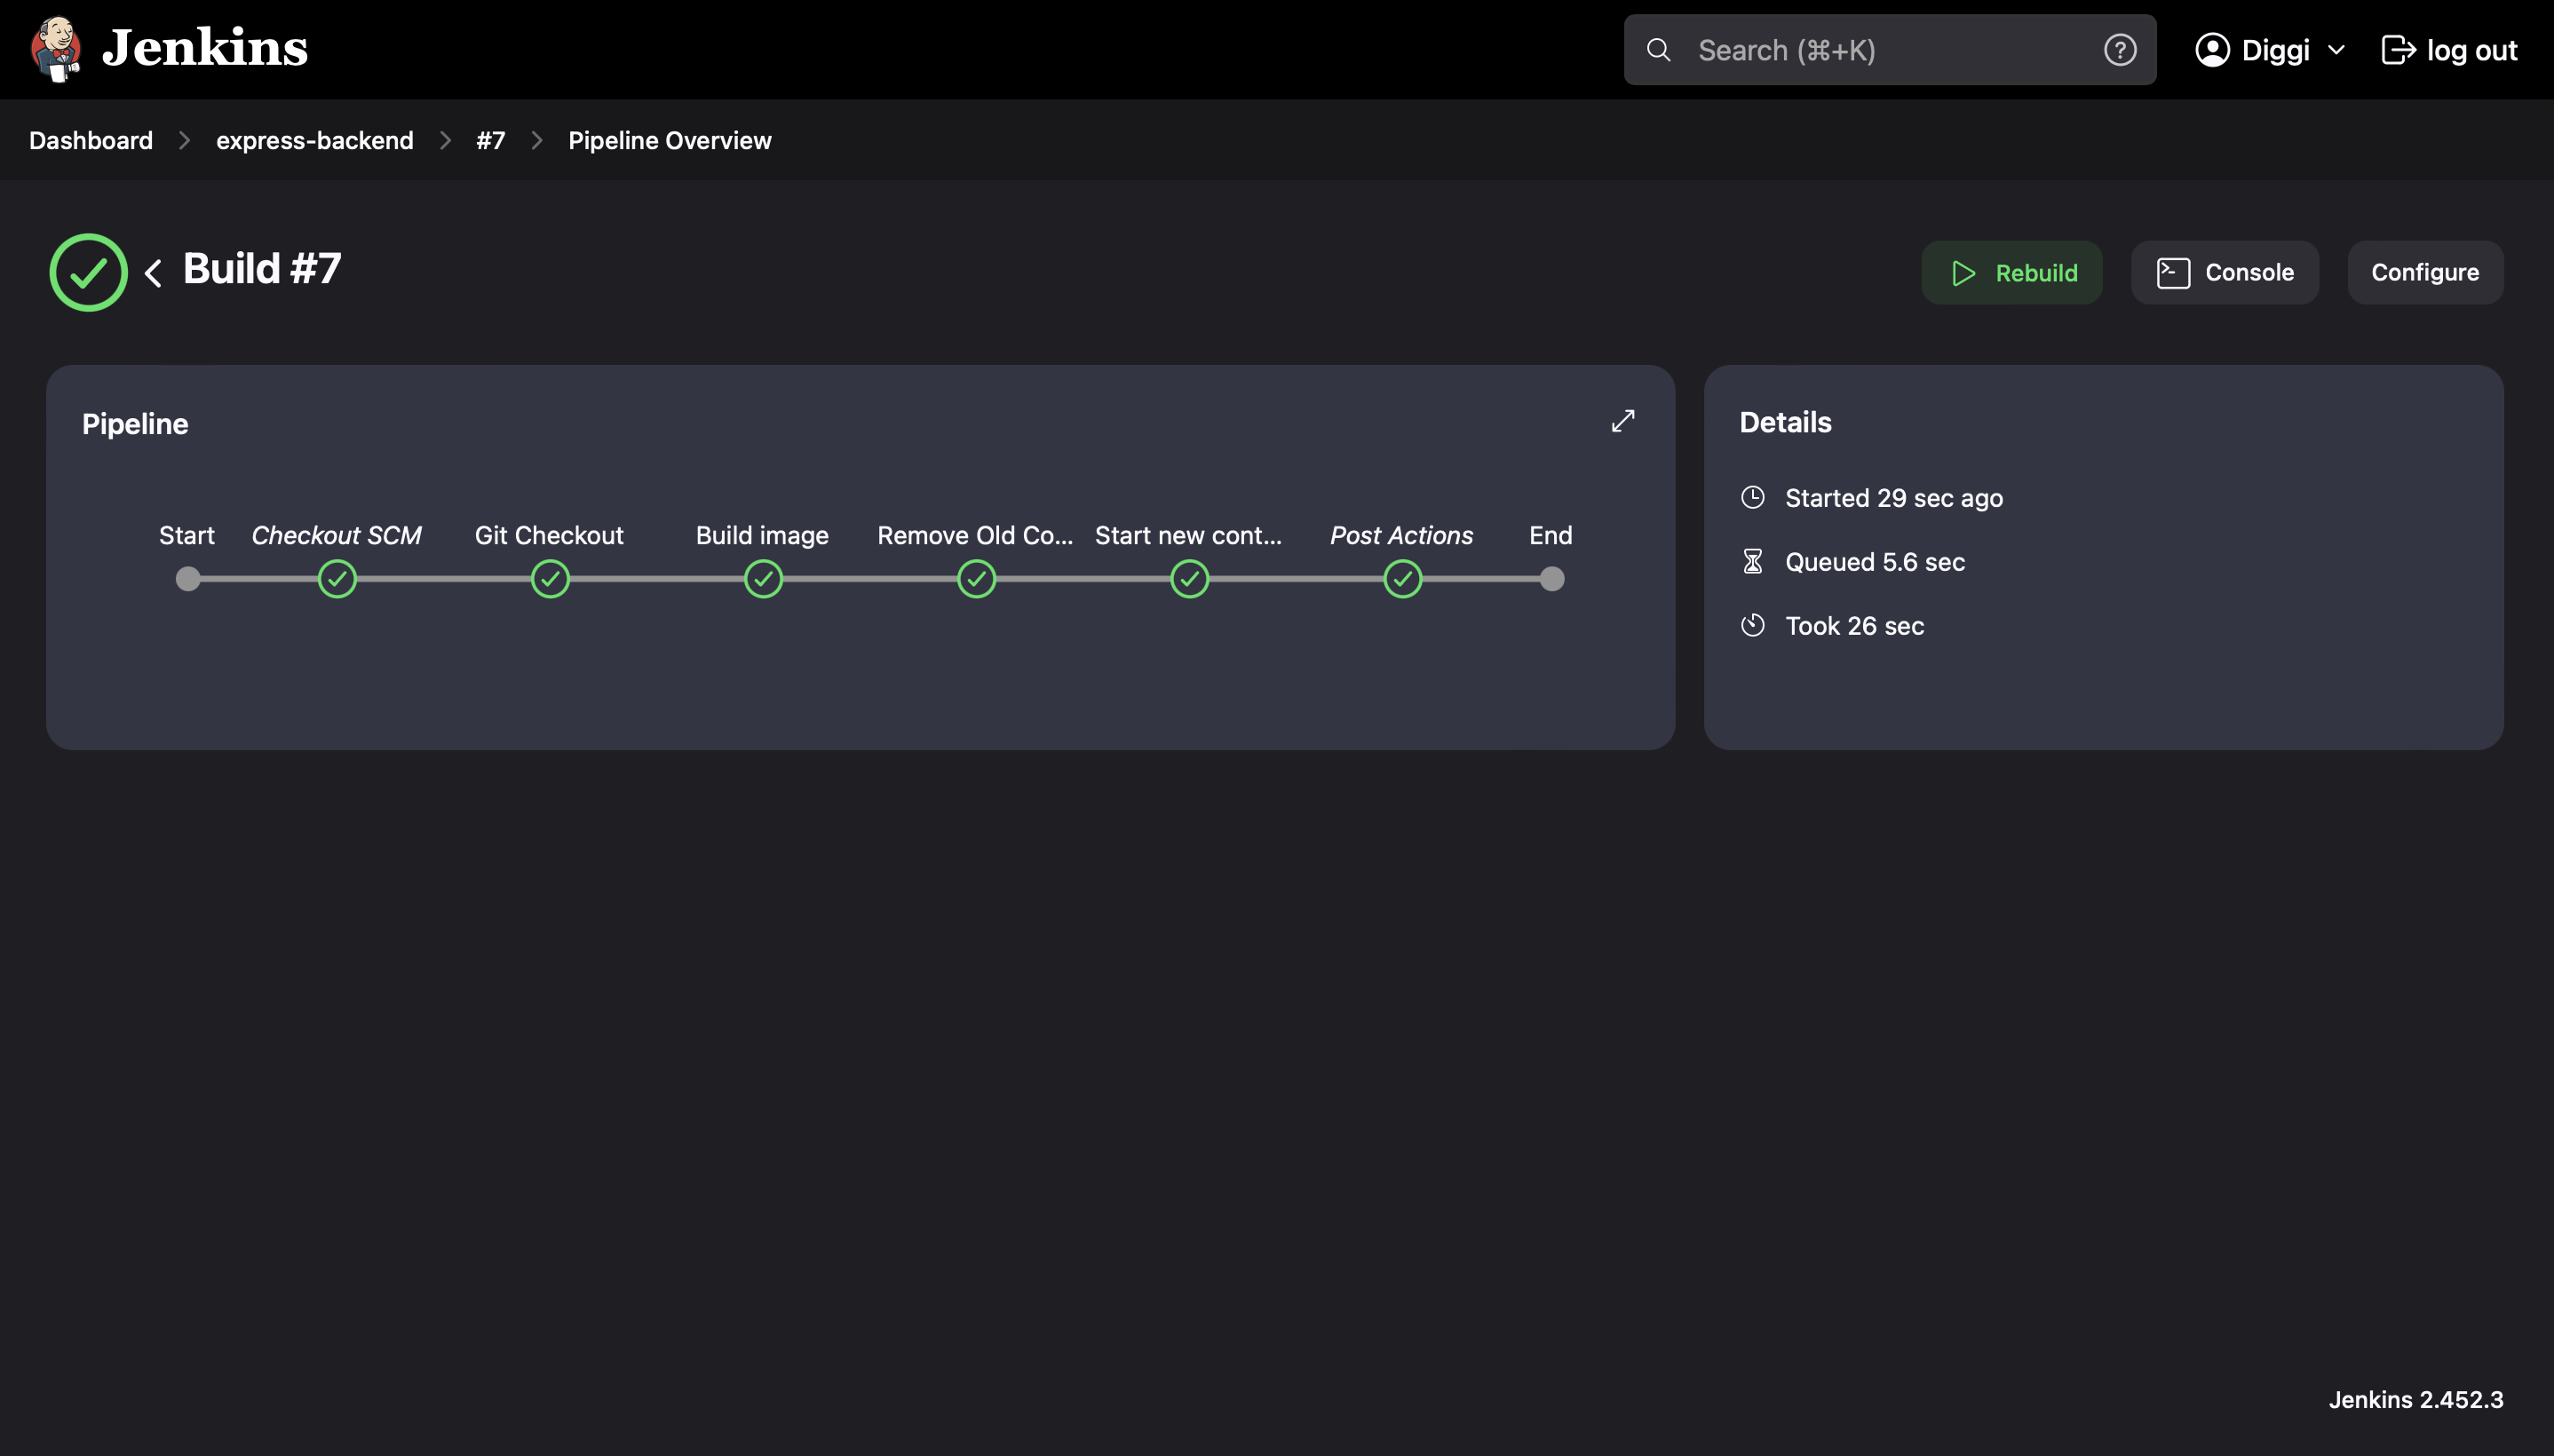 Jenkins
Search (⌘+K)
Diggi
log out
Dashboard
express-backend
#7
Pipeline Overview
Build #7
Rebuild
Console
Configure
Pipeline
Start
Checkout SCM
Git Checkout
Build image
Remove Old Co...
Start new cont...
Post Actions
End
Details
Started 29 sec ago
Queued 5.6 sec
Took 26 sec
Jenkins 2.452.3